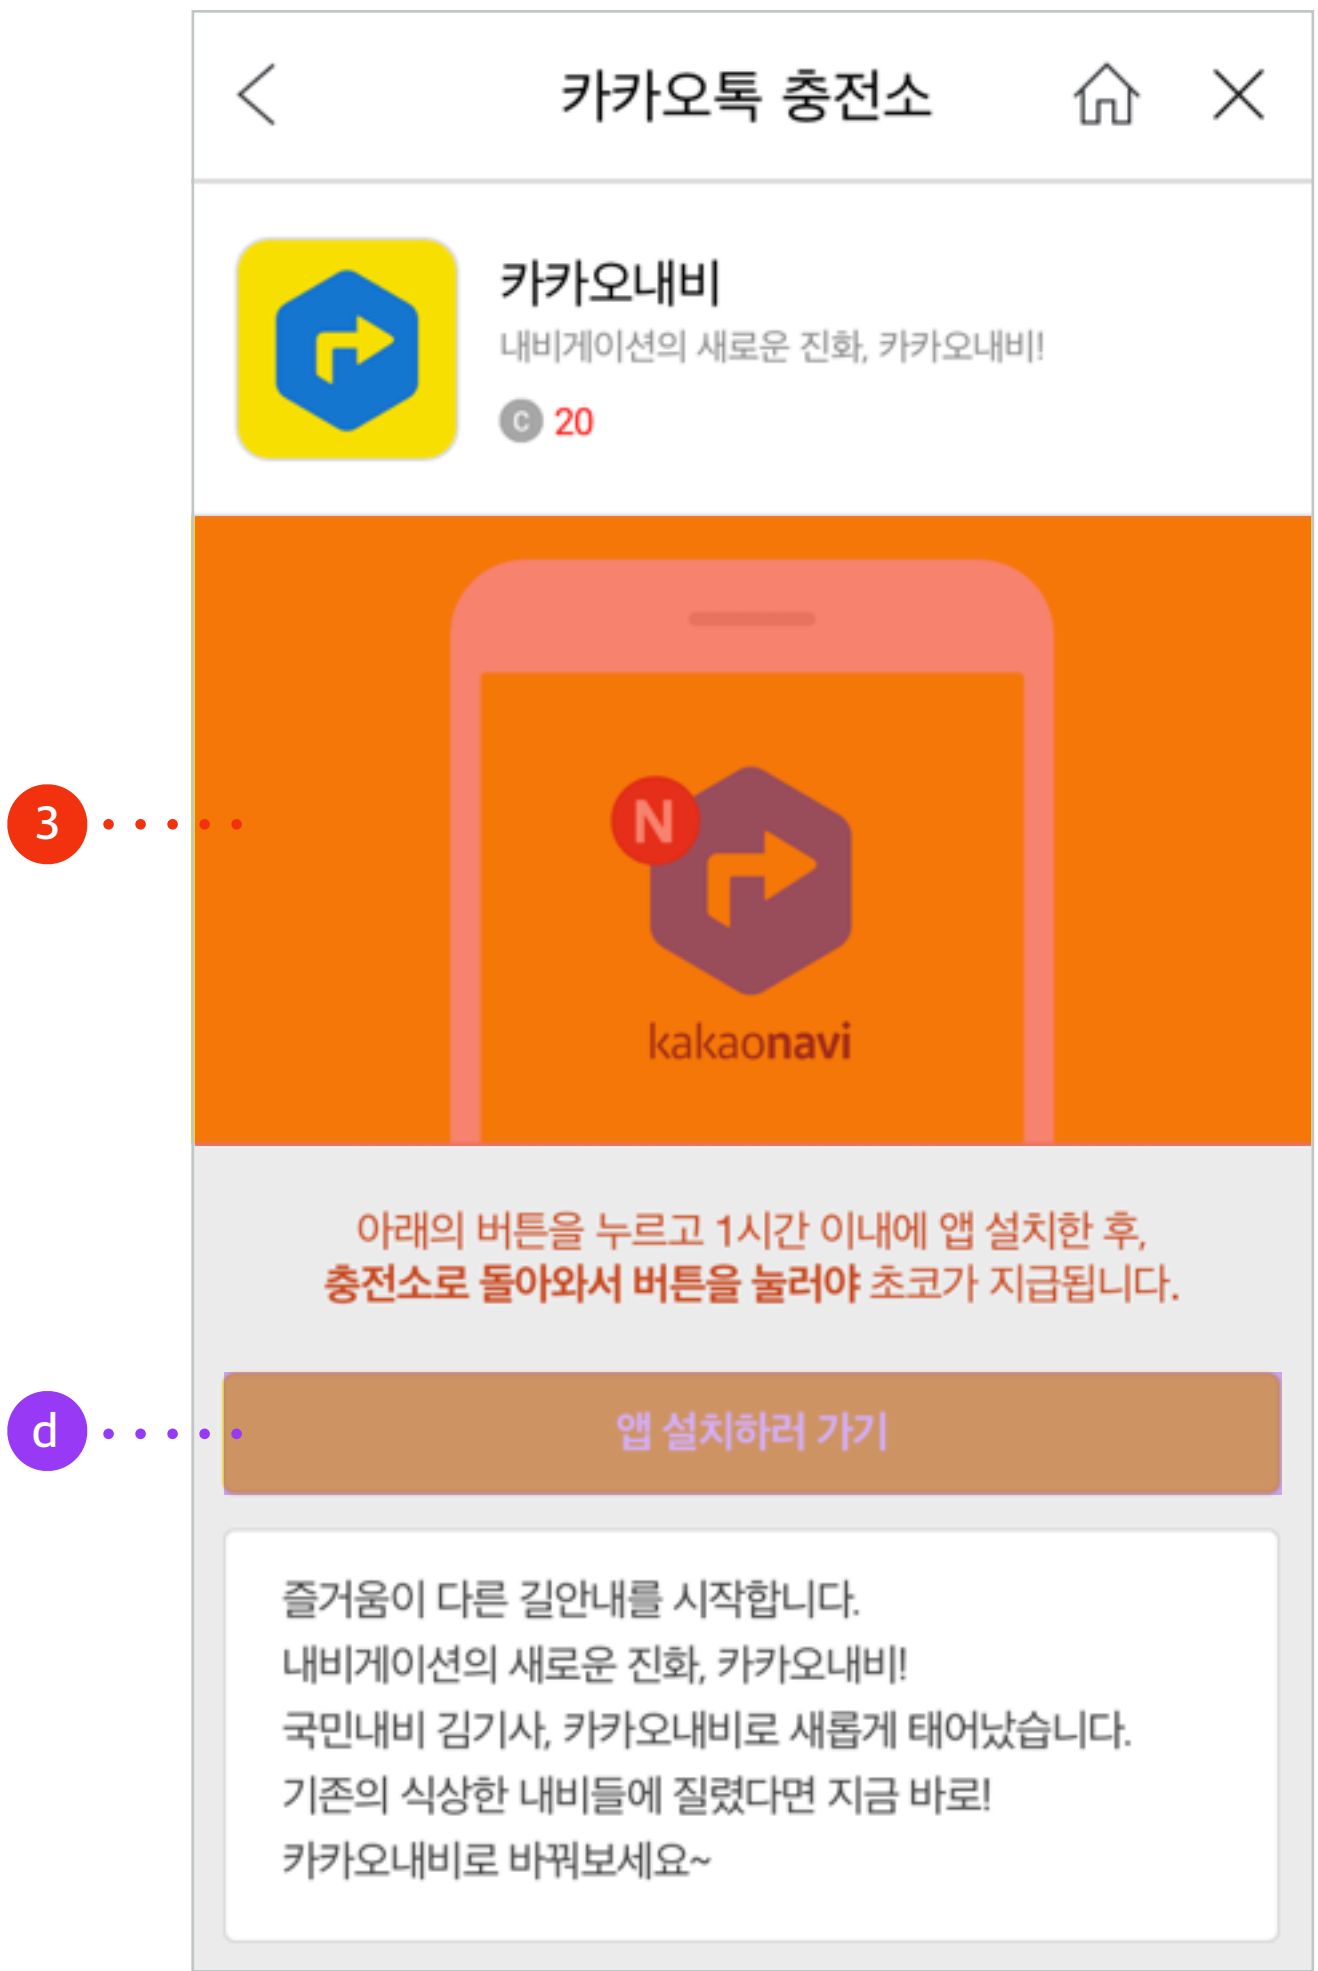 카카오톡 충전소
카카오내비
내비게이션의 새로운 진화, 카카오내비!
C 20
3
N
kakaonavi
아래의 버튼을 누르고 1시간 이내에 앱 설치한 후,
충전소로 돌아와서 버튼을 눌러야 초코가 지급됩니다.
d
앱 설치하러 가기
즐거움이 다른 길안내를 시작합니다.
내비게이션의 새로운 진화, 카카오내비!
국민내비 김기사, 카카오내비로 새롭게 태어났습니다.
기존의 식상한 내비들에 질렸다면 지금 바로!
카카오내비로 바꿔보세요~